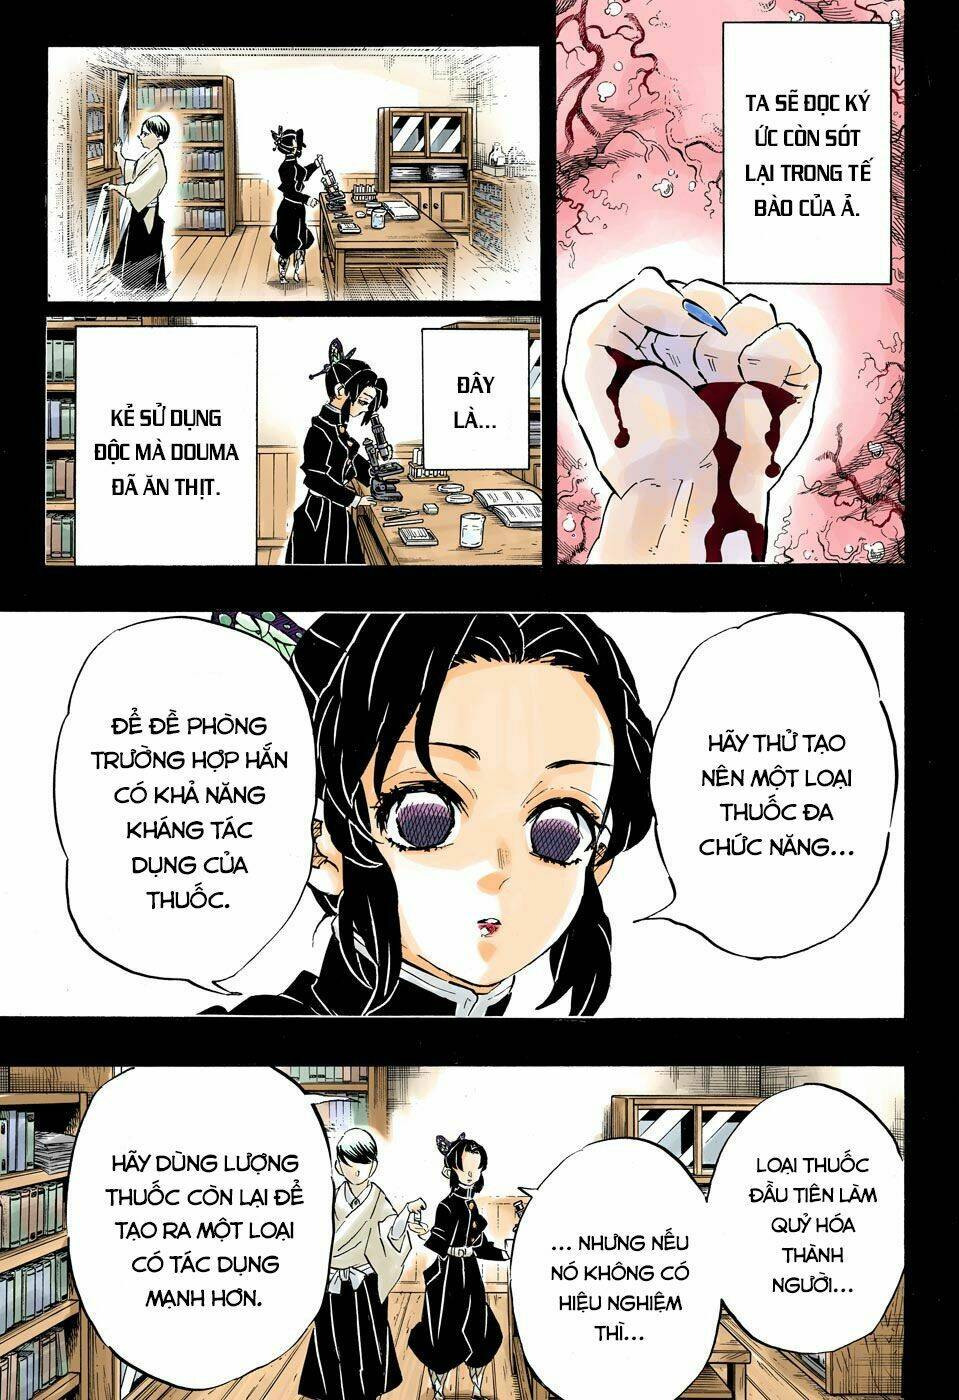 TA SẼ ĐỌC KÝ
ỨC CÒN SÓT
LẠI TRONG TẾ
BÀO CỦA Ả.
ĐÂY
LÀ...
KẺ SỬ DỤNG
ĐỘC MÀ DOUMA
ĐÃ ĂN THỊT.
HÃY THỬ TẠO
NÊN MỘT LOẠI
THUỐC ĐA
CHỨC NĂNG...
ĐỂ ĐỀ PHÒNG
TRƯỜNG HỢP HẮN
CÓ KHẢ NĂNG
KHÁNG TÁC
DỤNG CỦA
THUỐC.
LOẠI THUỐC
ĐẦU TIÊN LÀM
QUỶ HÓA
THÀNH
NGƯỜI...
... NHƯNG NẾU
NÓ KHÔNG CÓ
HIỆU NGHIỆM
THÌ...
HÃY DÙNG LƯỢNG
THUỐC CÒN LẠI ĐỂ
TẠO RA MỘT LOẠI
CÓ TÁC DỤNG
MẠNH HƠN.